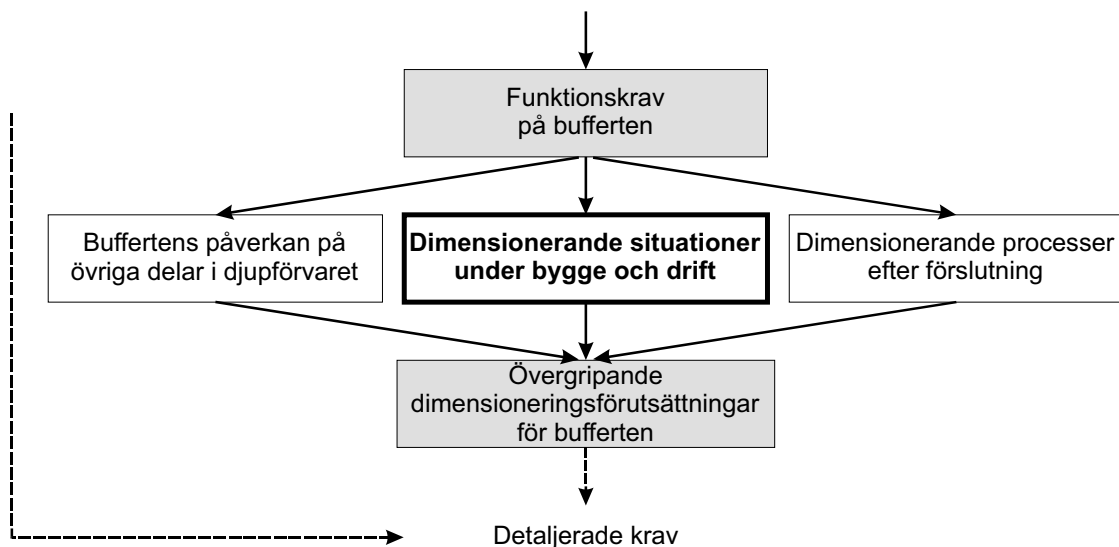 Funktionskrav
på bufferten
Buffertens påverkan på
övriga delar i djupförvaret
Dimensionerande situationer
under bygge och drift
Dimensionerande processer
efter förslutning
Övergripande
dimensioneringsförutsättningar
för bufferten
Detaljerade krav